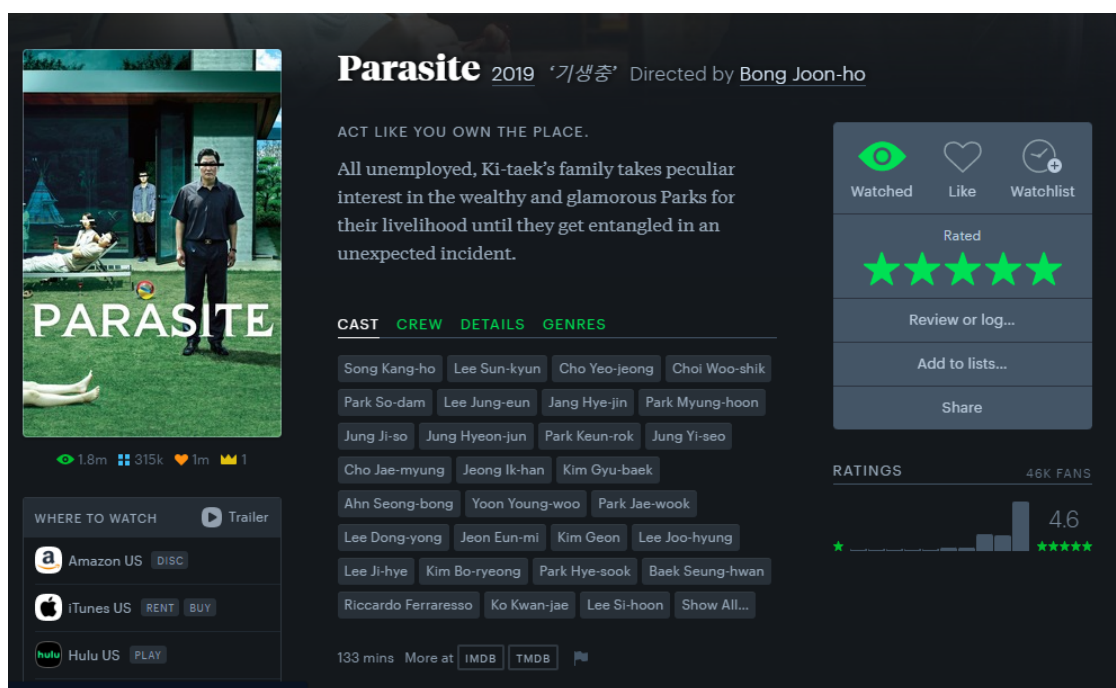 Parasite 2019 ‘기생충’ Directed by Bong Joon-ho
ACT LIKE YOU OWN THE PLACE.
All unemployed, Ki-taek’s family takes peculiar
interest in the wealthy and glamorous Parks for
their livelihood until they get entangled in an
unexpected incident.
CAST CREW DETAILS GENRES
Song Kang-ho Lee Sun-kyun Cho Yeo-jeong Choi Woo-shik
Park So-dam Lee Jung-eun Jang Hye-jin Park Myung-hoon
Jung Ji-so Jung Hyeon-jun Park Keun-rok Jung Yi-seo
Cho Jae-myung Jeong Ik-han Kim Gyu-baek
Ahn Seong-bong Yoon Young-woo Park Jae-wook
Lee Dong-yong Jeon Eun-mi Kim Geon Lee Joo-hyung
Lee Ji-hye Kim Bo-ryeong Park Hye-sook Baek Seung-hwan
Riccardo Ferraresso Ko Kwan-jae Lee Si-hoon Show All...
133 mins More at IMDB TMDB
PARASITE
1.8m 315k 1m 1
WHERE TO WATCH Trailer
a Amazon US DISC
iTunes US RENT BUY
hulu Hulu US PLAY
Watched Like Watchlist
Rated
Review or log...
Add to lists...
Share
RATINGS 46K FANS
4.6